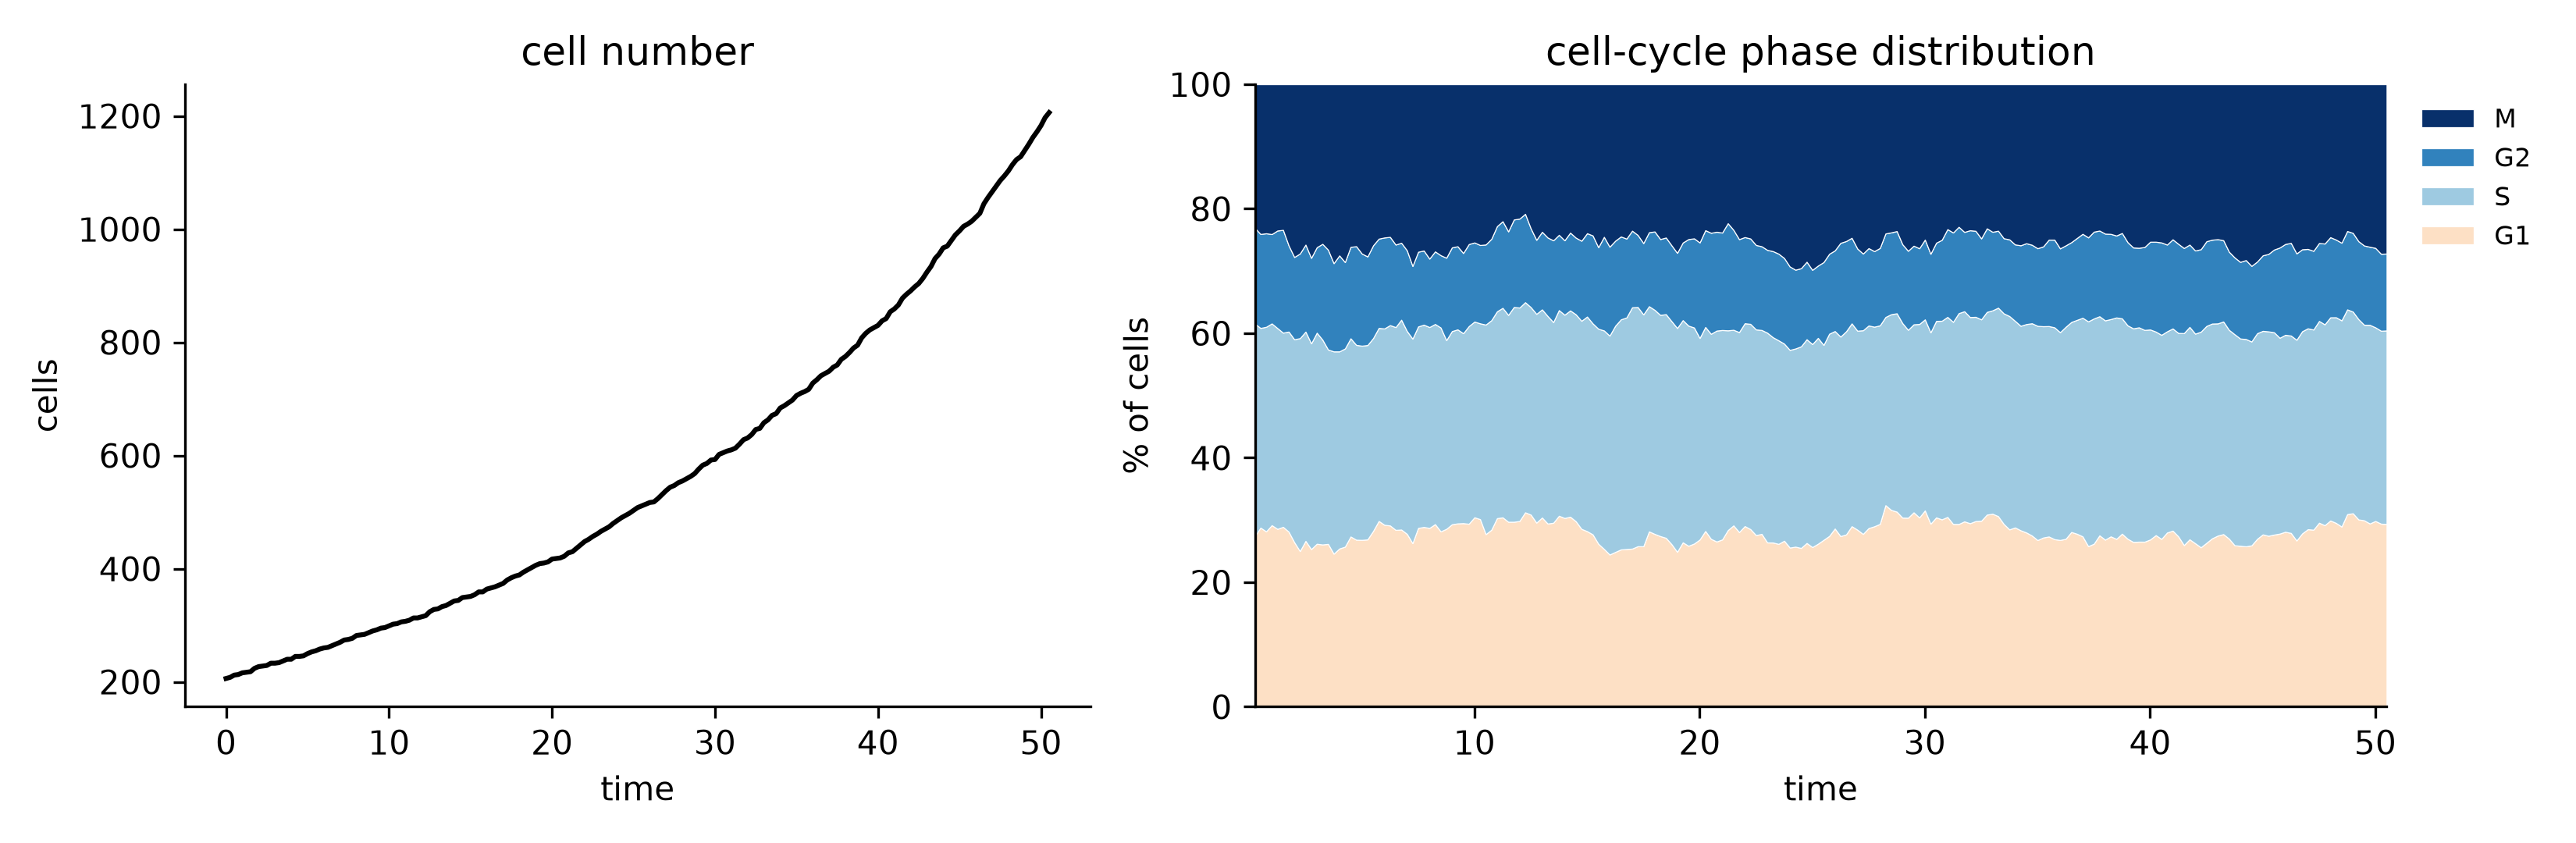 cell number
cells
1200
1000
800
600
400
200
0 10 20 30 40 50
time
cell-cycle phase distribution
% of cells
100
80
60
40
20
0
10 20 30 40 50
time
M
G2
S
G1